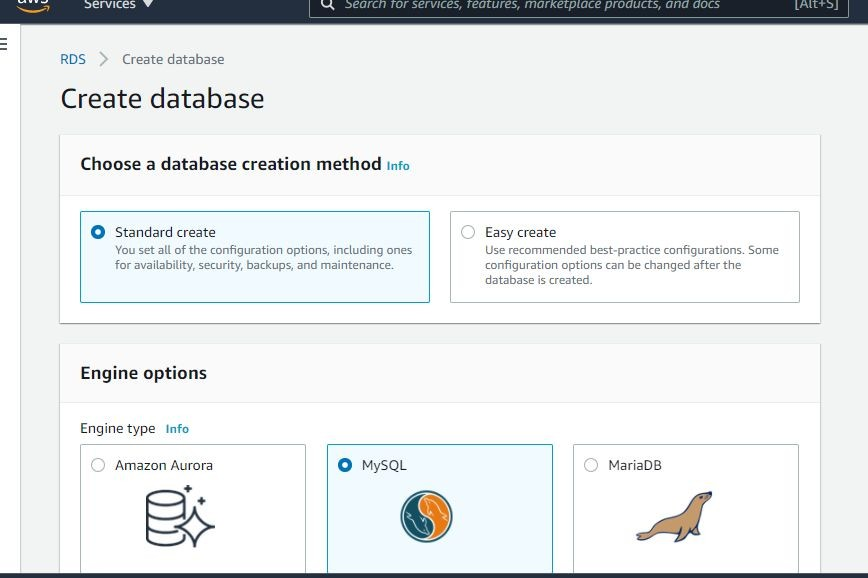 aws
Services
Search for services, features, marketplace products, and docs
[Alt+S]
RDS
Create database
Create database
Choose a database creation method Info
Standard create
You set all of the configuration options, including ones
for availability, security, backups, and maintenance.
Easy create
Use recommended best-practice configurations. Some
configuration options can be changed after the
database is created.
Engine options
Engine type Info
Amazon Aurora
MySQL
MariaDB